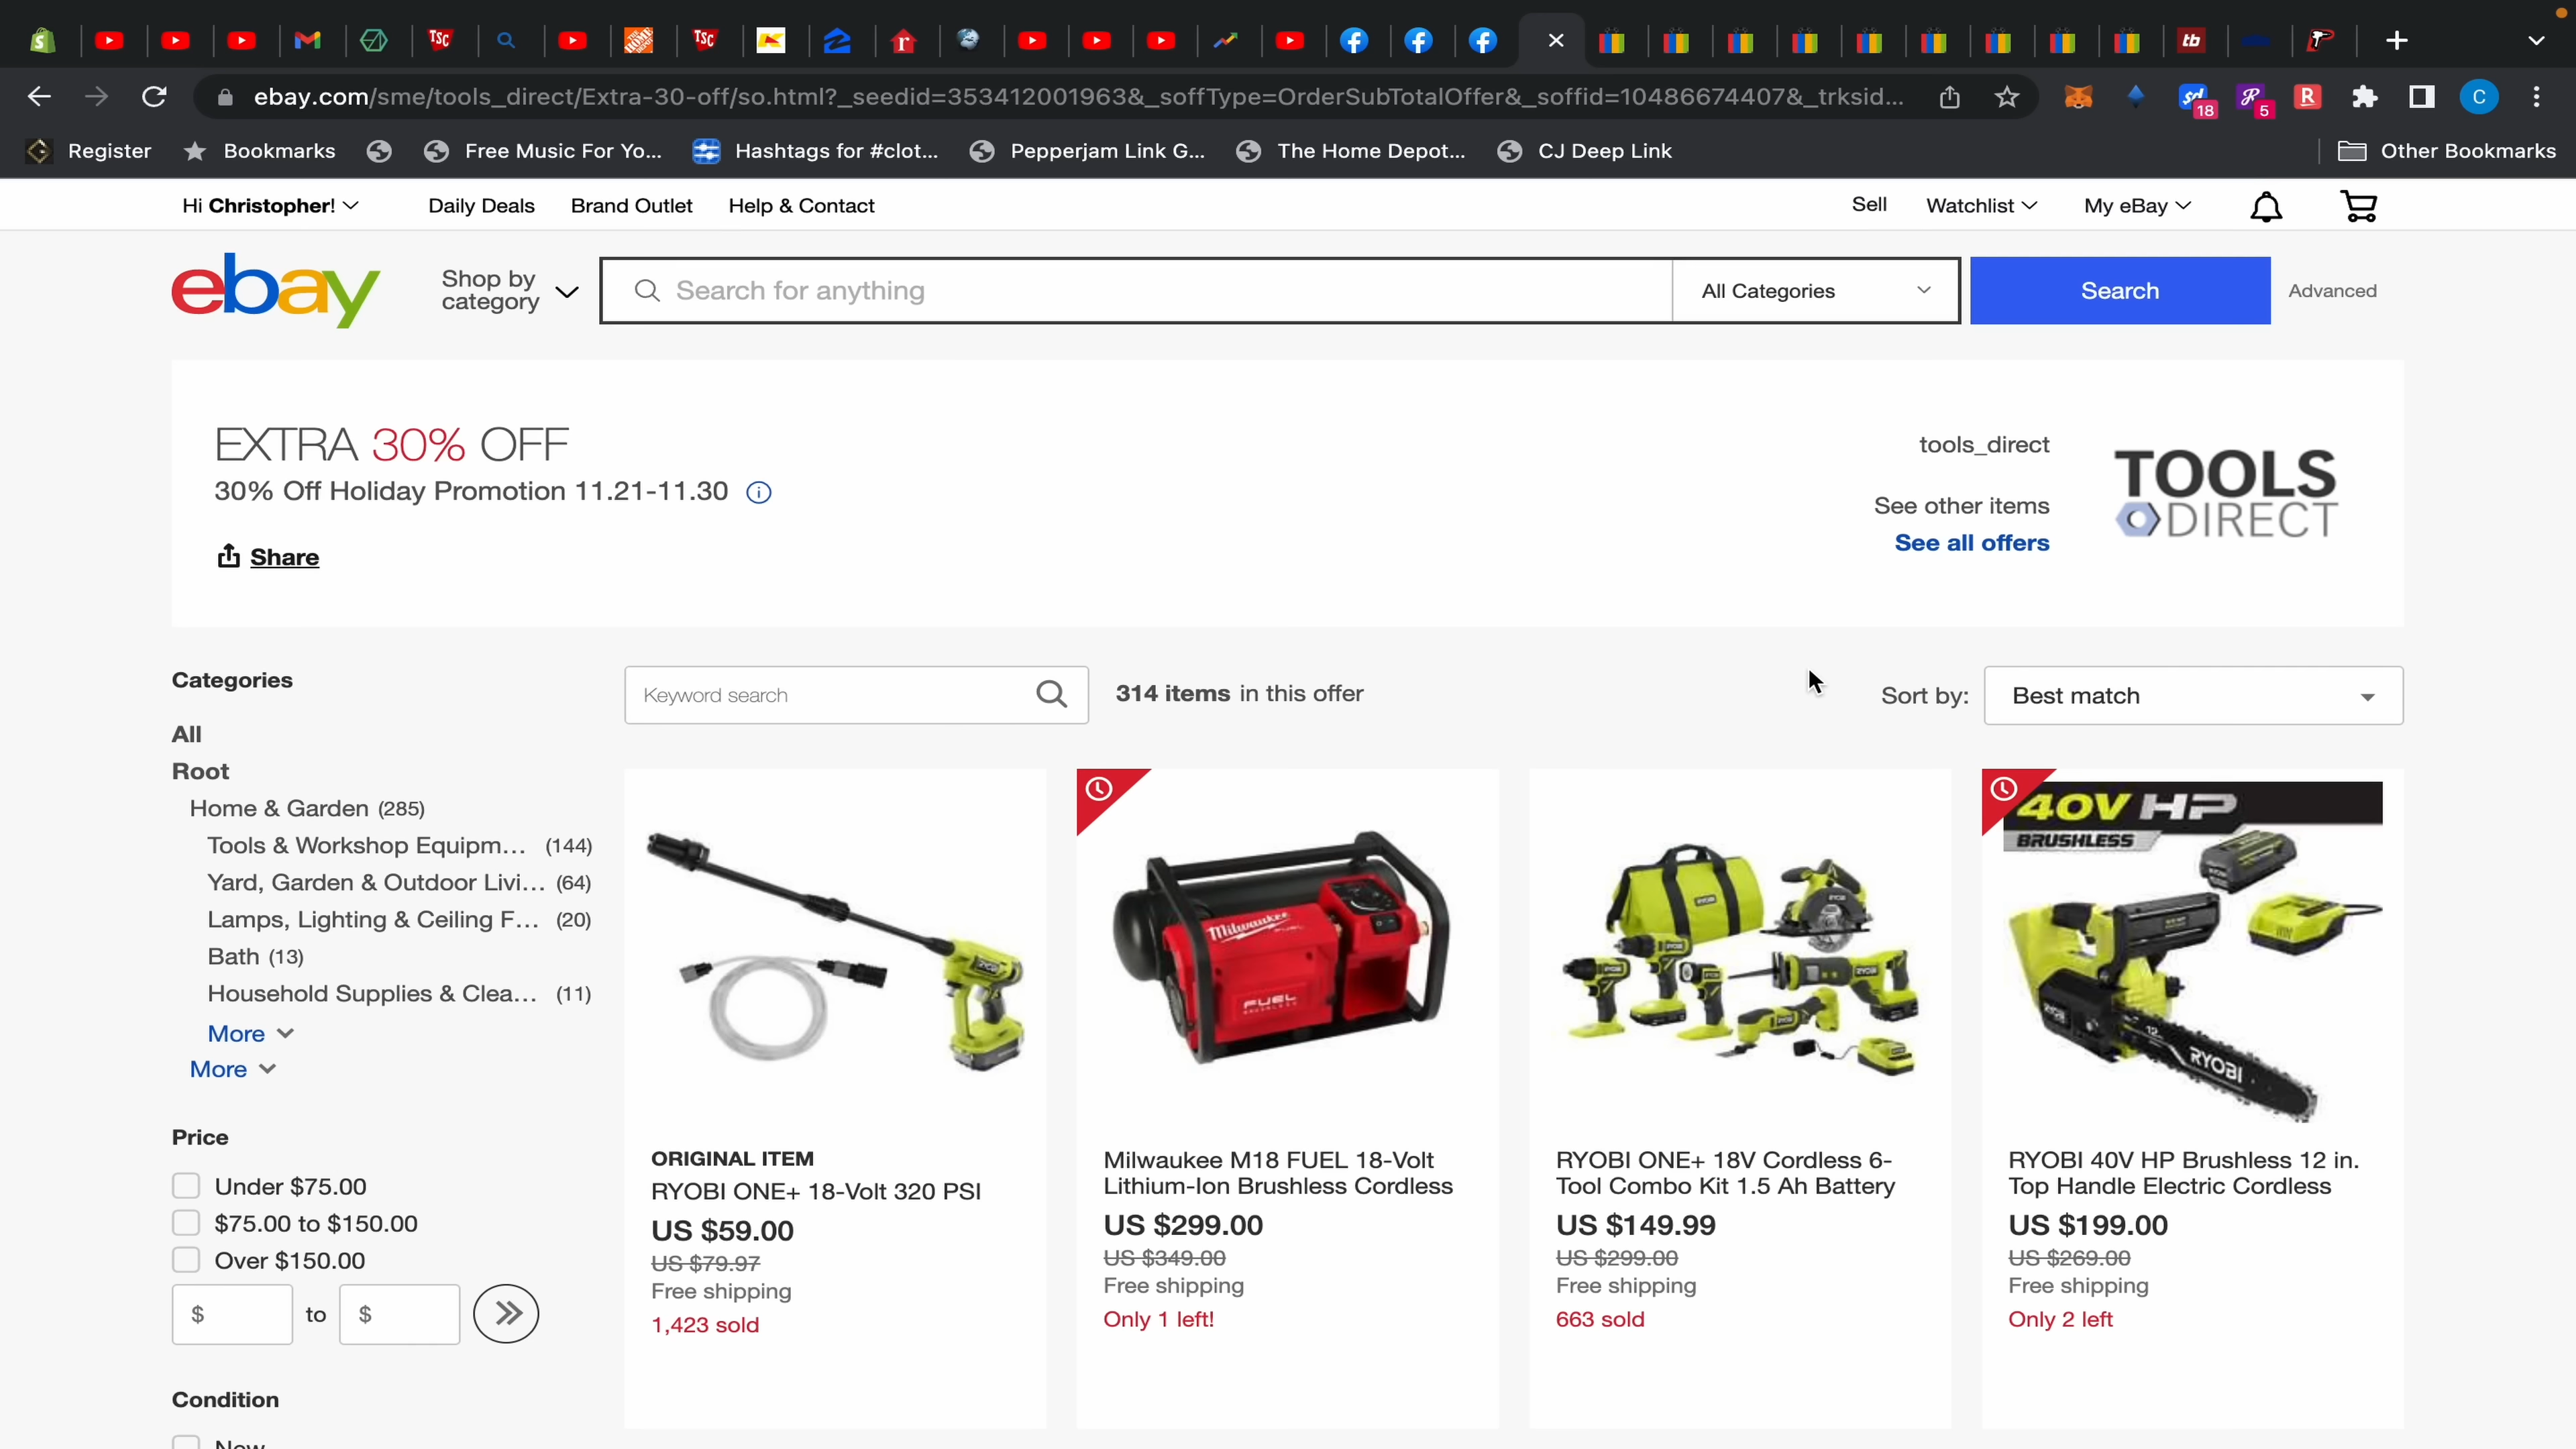 TSC
TSC
tb
ebay.com/sme/tools_direct/Extra-30-off/so.html?_seedid=353412001963&_soffType=OrderSubTotalOffer&_soffid=10486674407&_trksid...
18
5
R
C
Register
Bookmarks
Free Music For Yo...
Hashtags for #clot...
Pepperjam Link G...
The Home Depot...
CJ Deep Link
Other Bookmarks
Hi Christopher!
Daily Deals
Brand Outlet
Help & Contact
Sell
Watchlist
My eBay
ebay
Shop by
category
Search for anything
All Categories
Search
Advanced
EXTRA 30% OFF
30% Off Holiday Promotion 11.21-11.30
Share
tools_direct
See other items
See all offers
TOOLS
DIRECT
Categories
All
Root
Home & Garden (285)
Tools & Workshop Equipm... (144)
Yard, Garden & Outdoor Livi... (64)
Lamps, Lighting & Ceiling F... (20)
Bath (13)
Household Supplies & Clea... (11)
More
More
Price
Under $75.00
$75.00 to $150.00
Over $150.00
$ to $
Condition
New
Keyword search
314 items in this offer
Sort by:
Best match
RYOBI
ORIGINAL ITEM
RYOBI ONE+ 18-Volt 320 PSI
US $59.00
US $79.97
Free shipping
1,423 sold
Milwaukee
FUEL
Milwaukee M18 FUEL 18-Volt
Lithium-Ion Brushless Cordless
US $299.00
US $349.00
Free shipping
Only 1 left!
RYOBI ONE+ 18V Cordless 6-
Tool Combo Kit 1.5 Ah Battery
US $149.99
US $299.00
Free shipping
663 sold
40V HP
BRUSHLESS
12
RYOBI
RYOBI 40V HP Brushless 12 in.
Top Handle Electric Cordless
US $199.00
US $269.00
Free shipping
Only 2 left